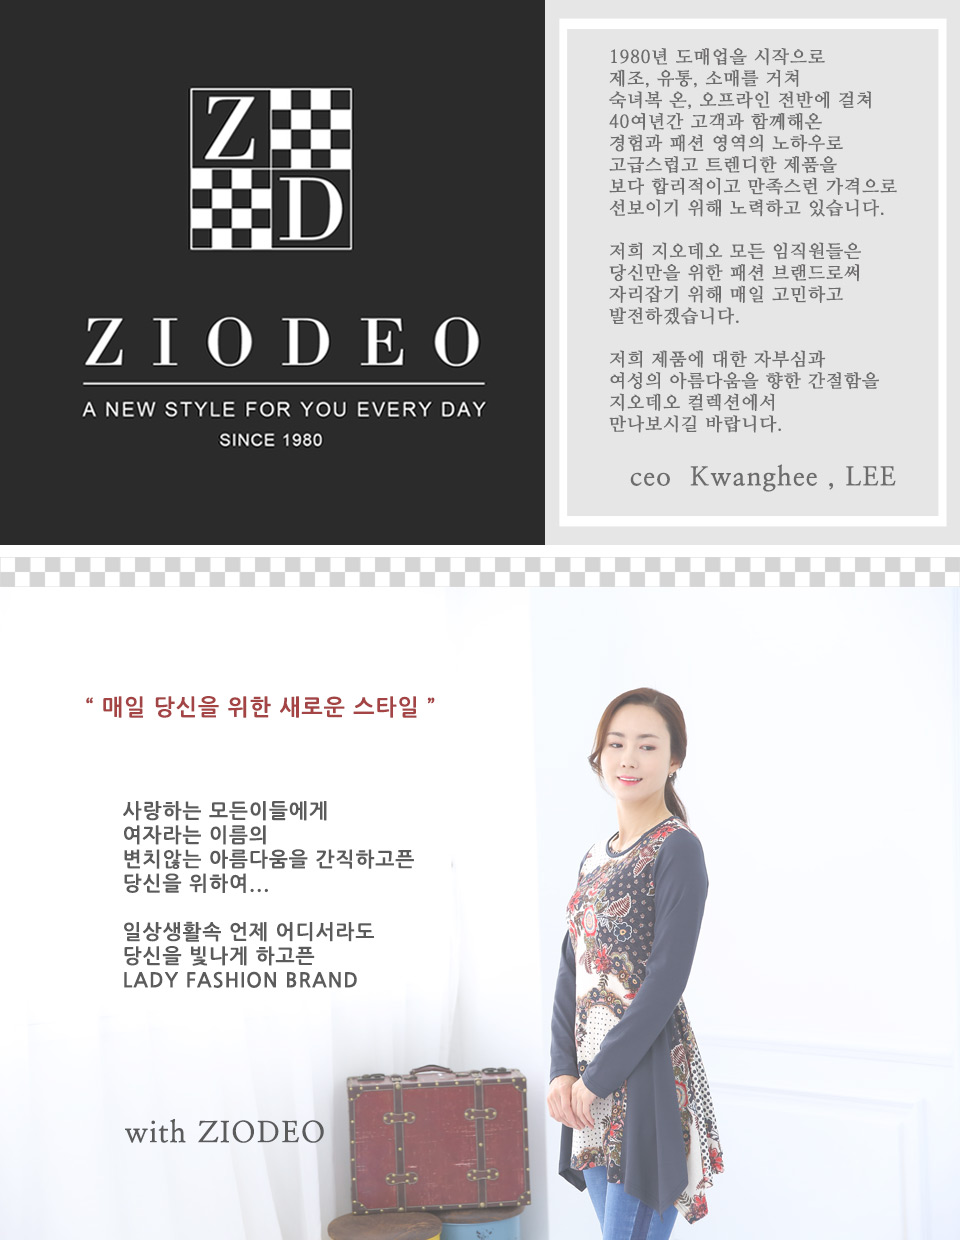 Z
D
ZIODEO
A NEW STYLE FOR YOU EVERY DAY
SINCE 1980
1980년 도매업을 시작으로
제조, 유통, 소매를 거쳐
숙녀복 온, 오프라인 전반에 걸쳐
40여년간 고객과 함께해온
경험과 패션 영역의 노하우로
고급스럽고 트렌디한 제품을
보다 합리적이고 만족스런 가격으로
선보이기 위해 노력하고 있습니다.
저희 지오데오 모든 임직원들은
당신만을 위한 패션 브랜드로써
자리잡기 위해 매일 고민하고
발전하겠습니다.
저희 제품에 대한 자부심과
여성의 아름다움을 향한 간절함을
지오데오 컬렉션에서
만나보시길 바랍니다.
ceo Kwanghee , LEE
“ 매일 당신을 위한 새로운 스타일 ”
사랑하는 모든이들에게
여자라는 이름의
변치않는 아름다움을 간직하고픈
당신을 위하여...
일상생활속 언제 어디서라도
당신을 빛나게 하고픈
LADY FASHION BRAND
with ZIODEO